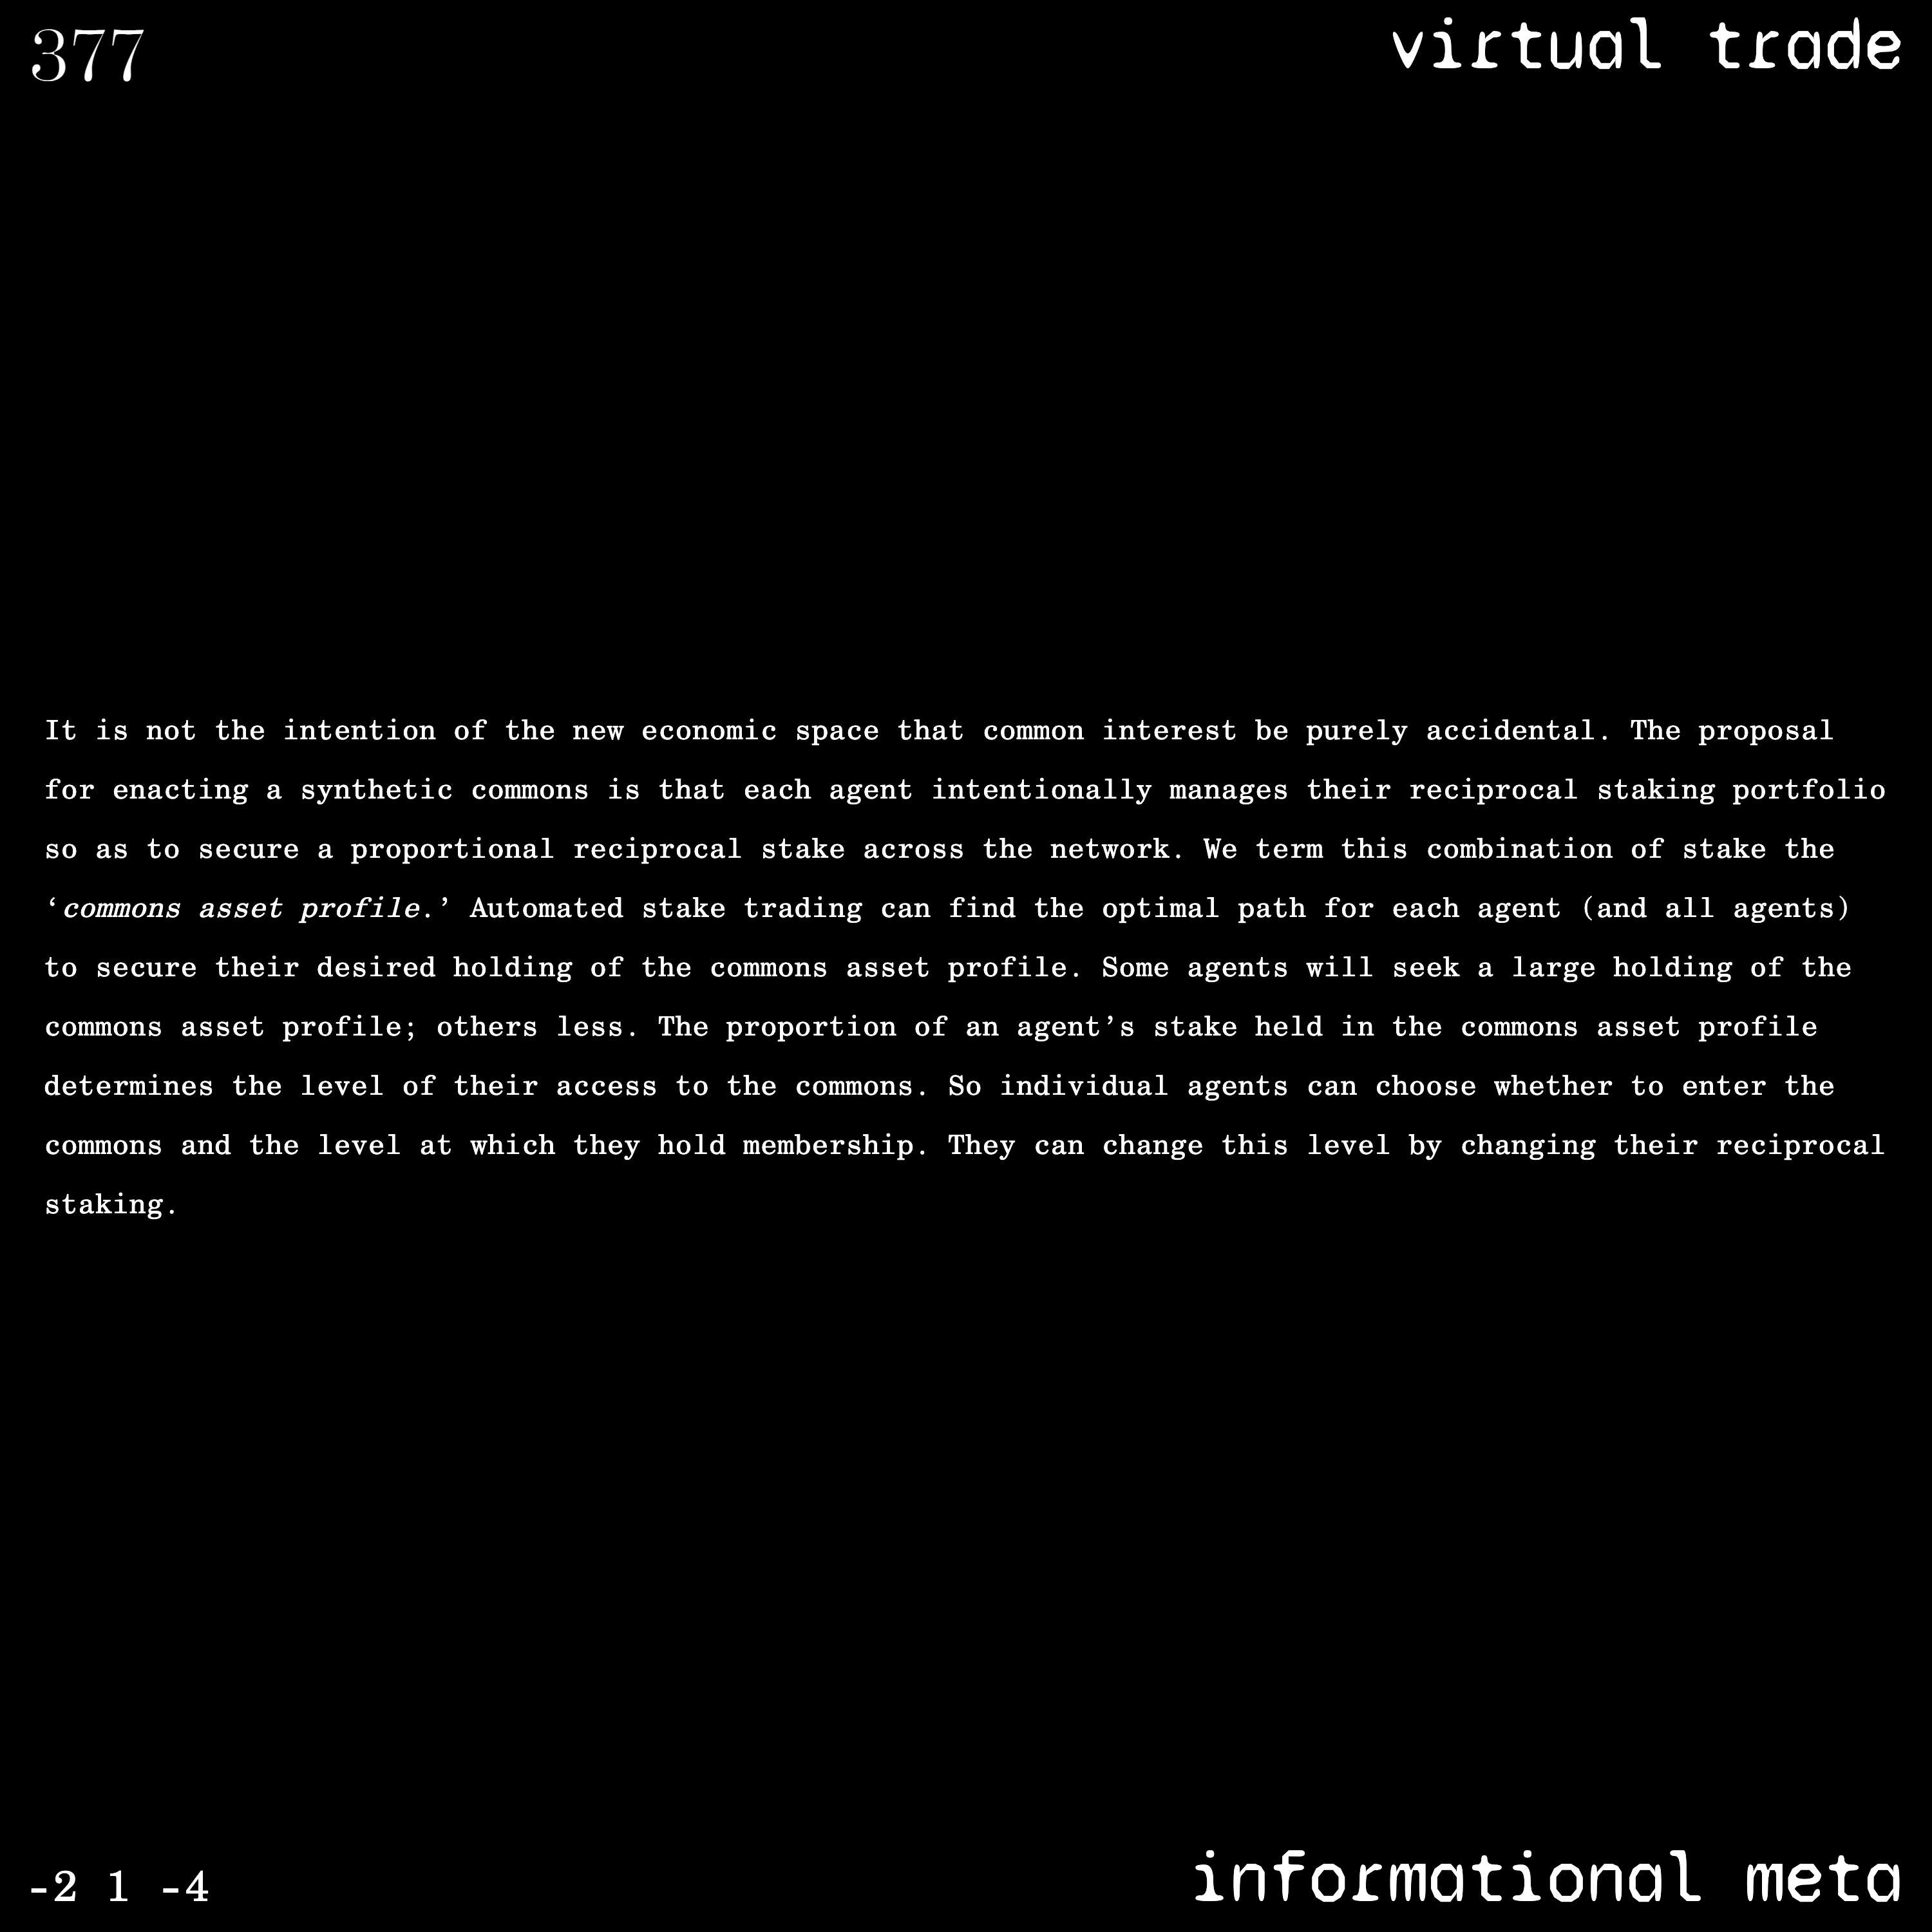 377
virtual trade
It is not the intention of the new economic space that common interest be purely accidental. The proposal
for enacting a synthetic commons is that each agent intentionally manages their reciprocal staking portfolio
so as to secure a proportional reciprocal stake across the network. We term this combination of stake the
‘commons asset profile.’ Automated stake trading can find the optimal path for each agent (and all agents)
to secure their desired holding of the commons asset profile. Some agents will seek a large holding of the
commons asset profile; others less. The proportion of an agent’s stake held in the commons asset profile
determines the level of their access to the commons. So individual agents can choose whether to enter the
commons and the level at which they hold membership. They can change this level by changing their reciprocal
staking.
-2 1 -4
informational meta